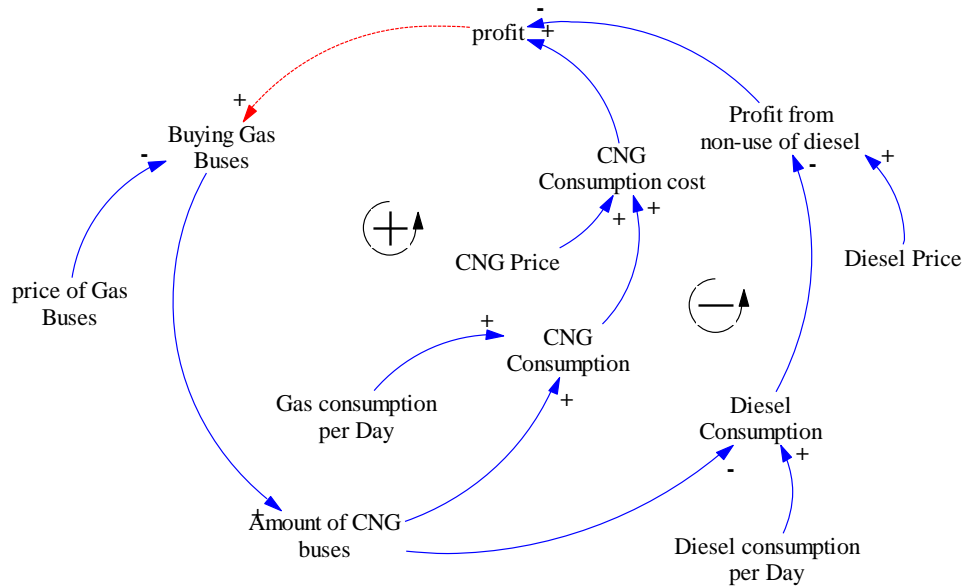 -
profit
+
+
Buying Gas
Buses
-
Profit from
non-use of diesel
+
-
CNG
Consumption cost
+
+
+
CNG Price
-
Diesel Price
price of Gas
Buses
+
CNG
Consumption
Gas consumption
per Day
+
Diesel
Consumption
-
+
+
Amount of CNG
buses
Diesel consumption
per Day